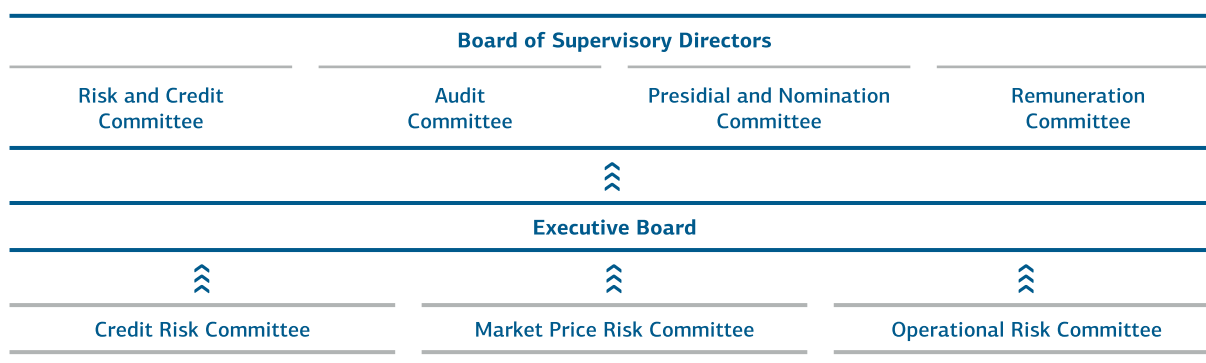 Board of Supervisory Directors
Risk and Credit
Committee
Audit
Committee
Presidial and Nomination
Committee
Remuneration
Committee
Executive Board
Credit Risk Committee
Market Price Risk Committee
Operational Risk Committee